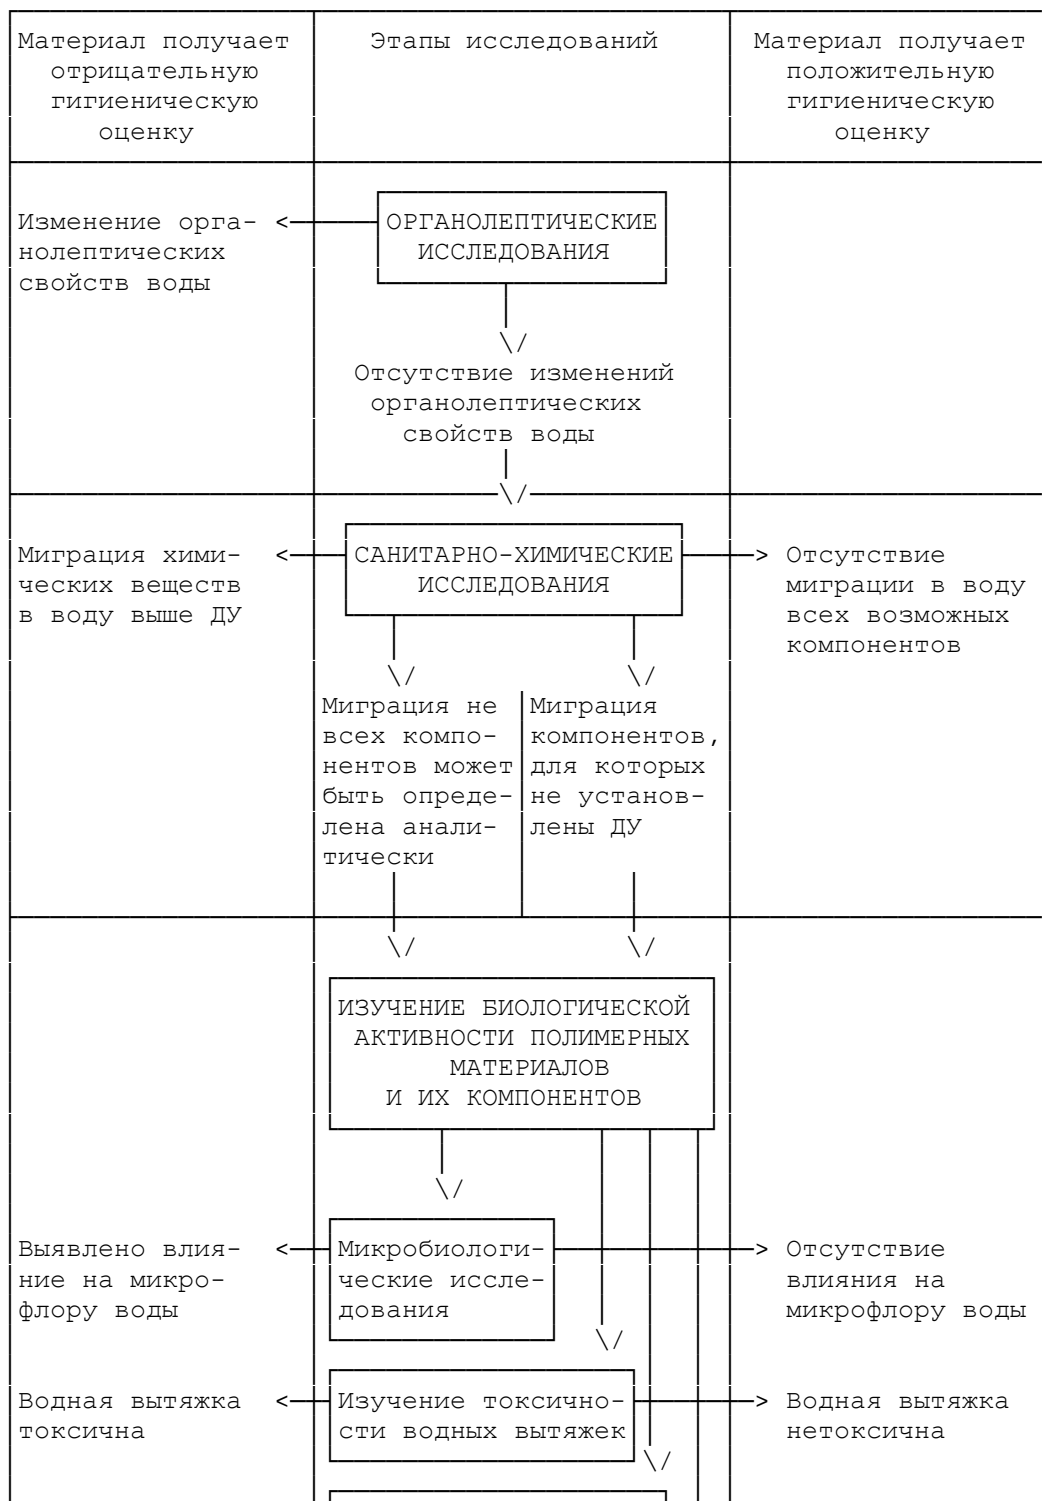 Материал получает
отрицательную
гигиеническую
оценку
Этапы исследований
Материал получает
положительную
гигиеническую
оценку
Изменение орга-
нолептических
свойств воды
ОРГАНОЛЕПТИЧЕСКИЕ
ИССЛЕДОВАНИЯ
Отсутствие изменений
органолептических
свойств воды
Миграция хими-
ческих веществ
в воду выше ДУ
САНИТАРНО-ХИМИЧЕСКИЕ
ИССЛЕДОВАНИЯ
Отсутствие
миграции в воду
всех возможных
компонентов
Миграция не
всех компо-
нентов может
быть опреде-
лена анали-
тически
Миграция
компонентов,
для которых
не установ-
лены ДУ
ИЗУЧЕНИЕ БИОЛОГИЧЕСКОЙ
АКТИВНОСТИ ПОЛИМЕРНЫХ
МАТЕРИАЛОВ
И ИХ КОМПОНЕНТОВ
Выявлено влия-
ние на микро-
флору воды
Микробиологи-
ческие иссле-
дования
Отсутствие
влияния на
микрофлору воды
Водная вытяжка
токсична
Изучение токсично-
сти водных вытяжек
Водная вытяжка
нетоксична